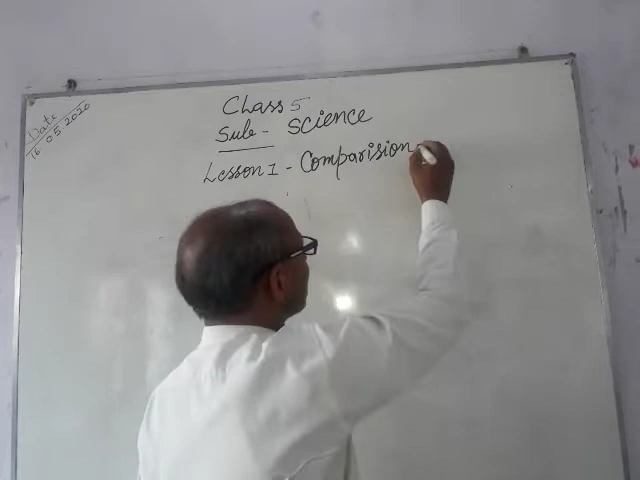 Date
16.05.2020
Class 5
Sub - Science
Lesson 1 - Comparision